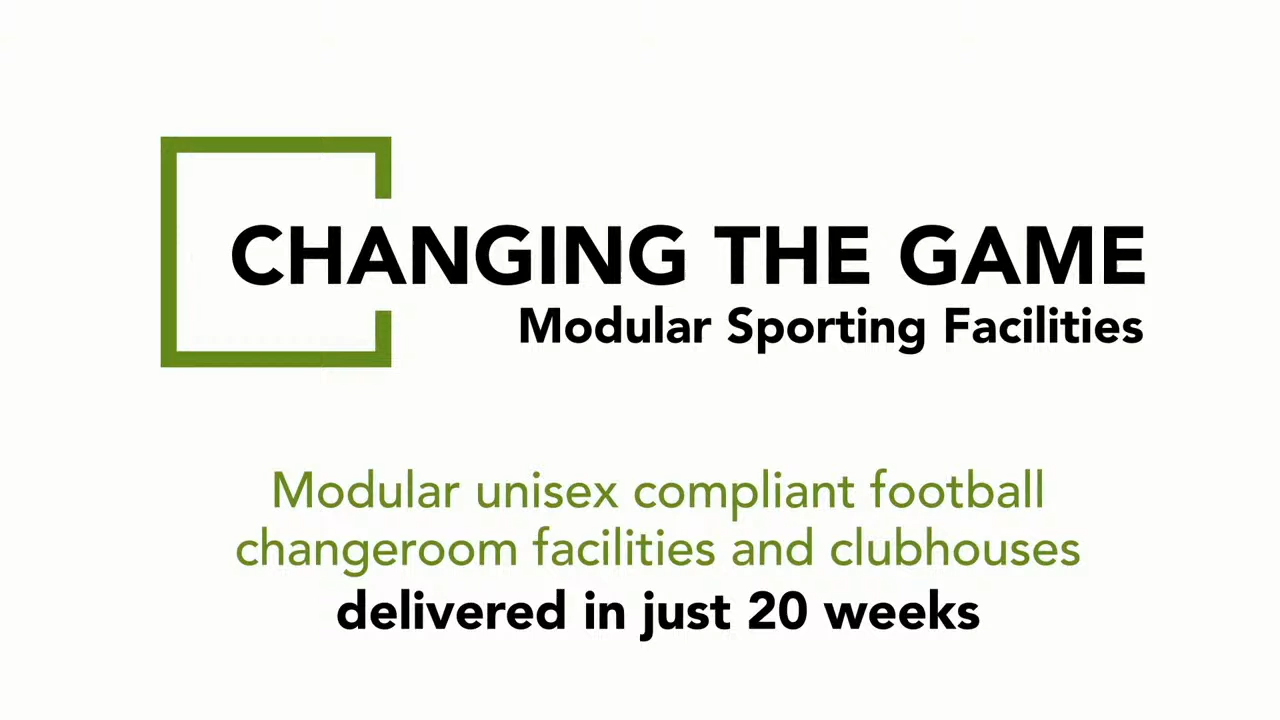 CHANGING THE GAME
Modular Sporting Facilities
Modular unisex compliant football
changeroom facilities and clubhouses
delivered in just 20 weeks